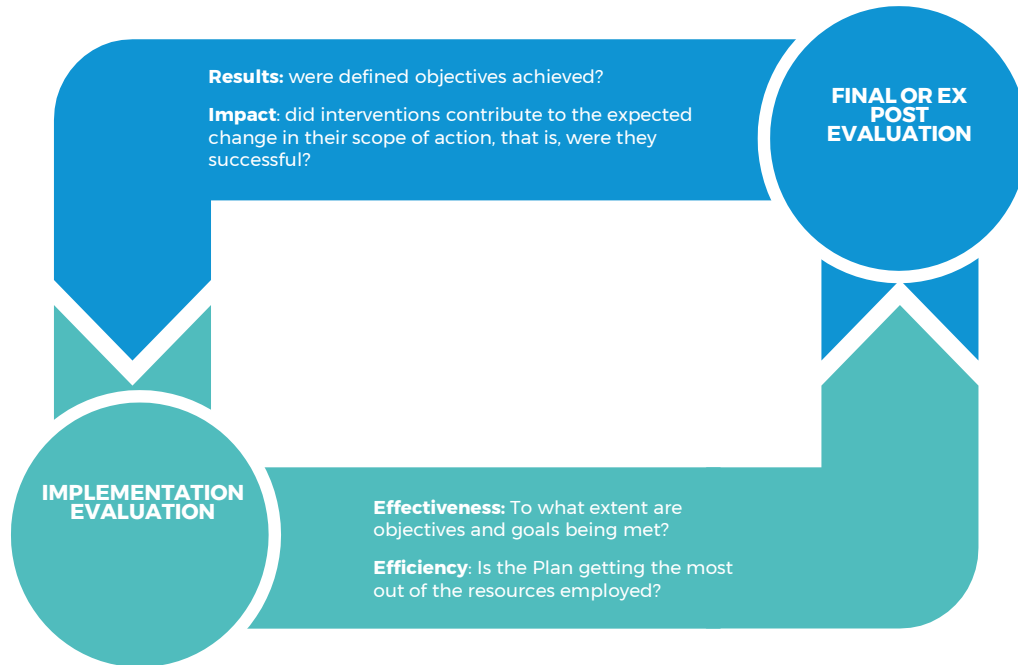 Results: were defined objectives achieved?
Impact: did interventions contribute to the expected
change in their scope of action, that is, were they
successful?
FINAL OR EX
POST
EVALUATION
IMPLEMENTATION
EVALUATION
Effectiveness: To what extent are
objectives and goals being met?
Efficiency: Is the Plan getting the most
out of the resources employed?